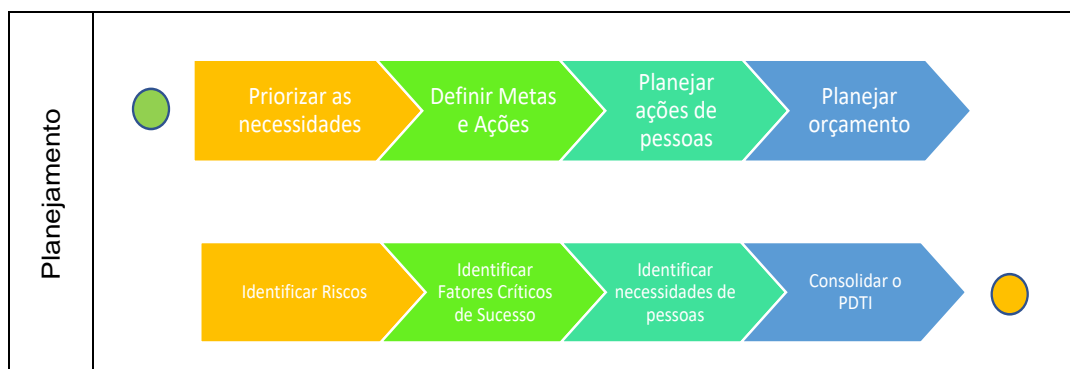 Planejamento
Priorizar as
necessidades
Definir Metas
e Ações
Planejar
ações de
pessoas
Planejar
orçamento
Identificar Riscos
Identificar
Fatores Críticos
de Sucesso
Identificar
necessidades de
pessoas
Consolidar o
PDTI